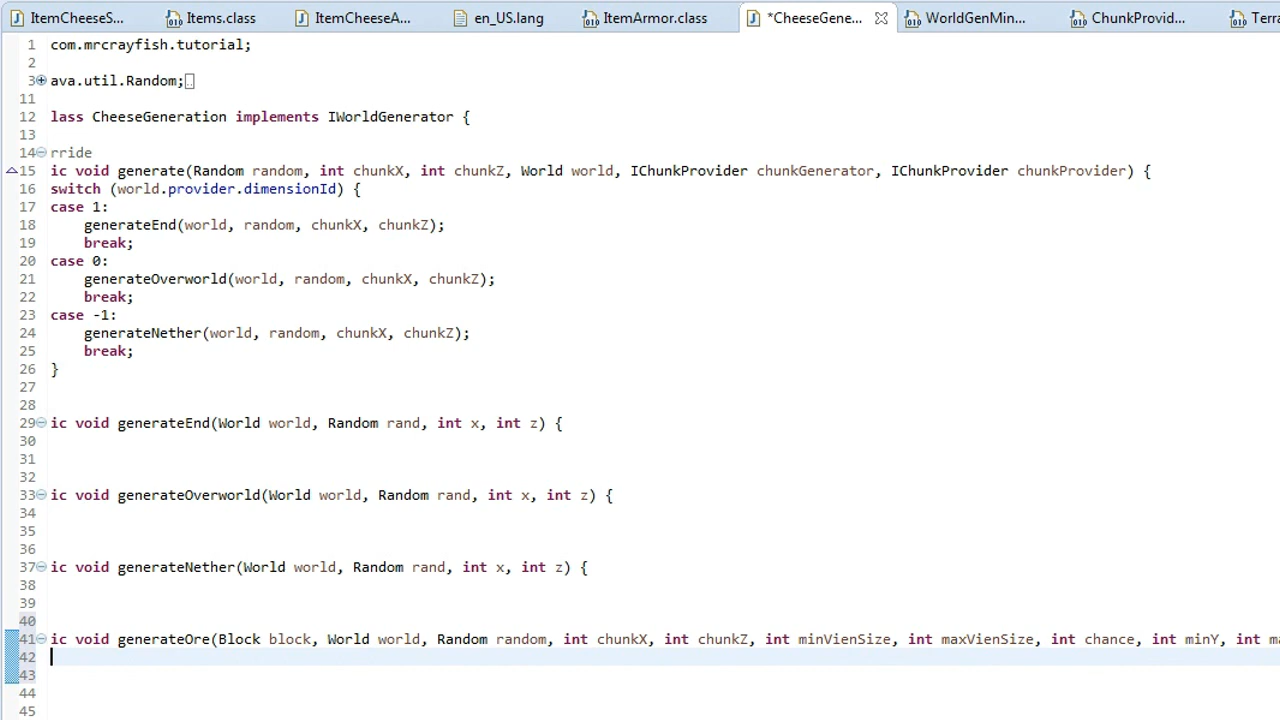 ItemCheeseS... Items.class ItemCheeseA... en_US.lang ItemArmor.class *CheeseGene... WorldGenMin... ChunkProvid... Terra
1 com.mrcrayfish.tutorial;
2
3 ava.util.Random;
11
12 lass CheeseGeneration implements IWorldGenerator {
13
14 rride
15 ic void generate(Random random, int chunkX, int chunkZ, World world, IChunkProvider chunkGenerator, IChunkProvider chunkProvider) {
16 switch (world.provider.dimensionId) {
17 case 1:
18 generateEnd(world, random, chunkX, chunkZ);
19 break;
20 case 0:
21 generateOverworld(world, random, chunkX, chunkZ);
22 break;
23 case -1:
24 generateNether(world, random, chunkX, chunkZ);
25 break;
26 }
27
28
29 ic void generateEnd(World world, Random rand, int x, int z) {
30
31
32
33 ic void generateOverworld(World world, Random rand, int x, int z) {
34
35
36
37 ic void generateNether(World world, Random rand, int x, int z) {
38
39
40
41 ic void generateOre(Block block, World world, Random random, int chunkX, int chunkZ, int minVienSize, int maxVienSize, int chance, int minY, int ma
42
43
44
45